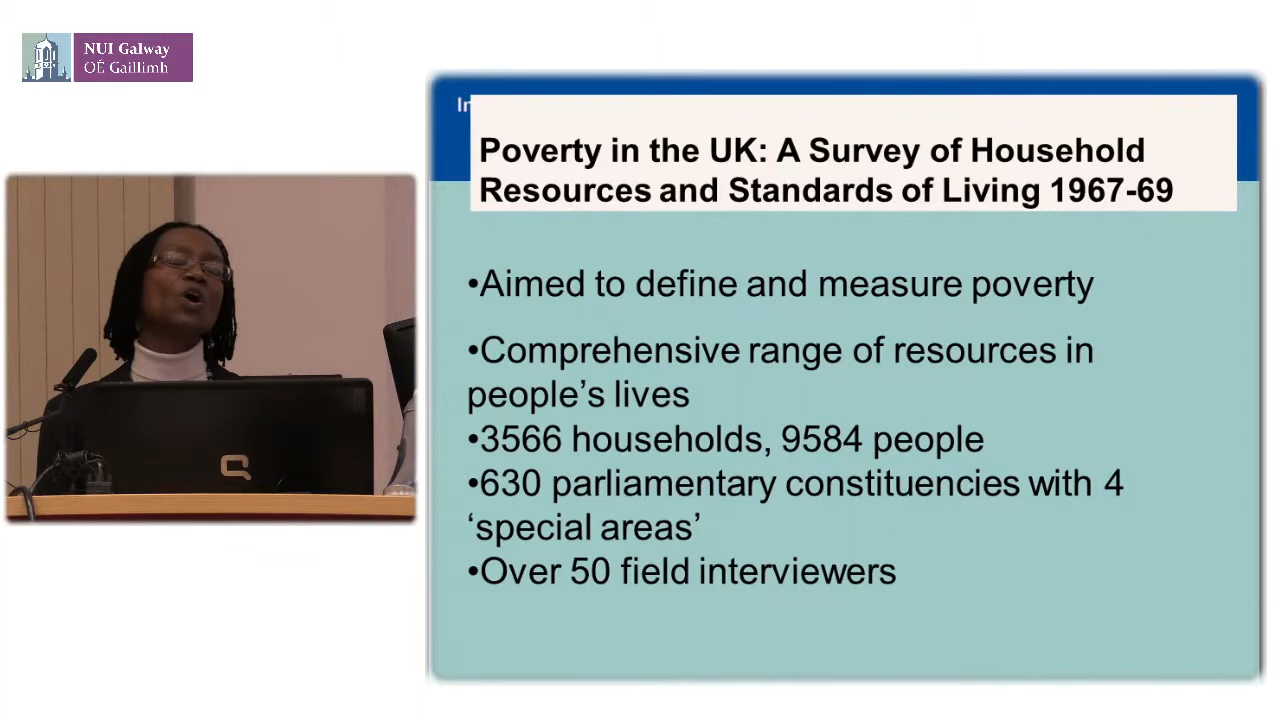 NUI Galway
OÉ Gaillimh
In
Poverty in the UK: A Survey of Household
Resources and Standards of Living 1967-69
•Aimed to define and measure poverty
•Comprehensive range of resources in
people’s lives
•3566 households, 9584 people
•630 parliamentary constituencies with 4
‘special areas’
•Over 50 field interviewers